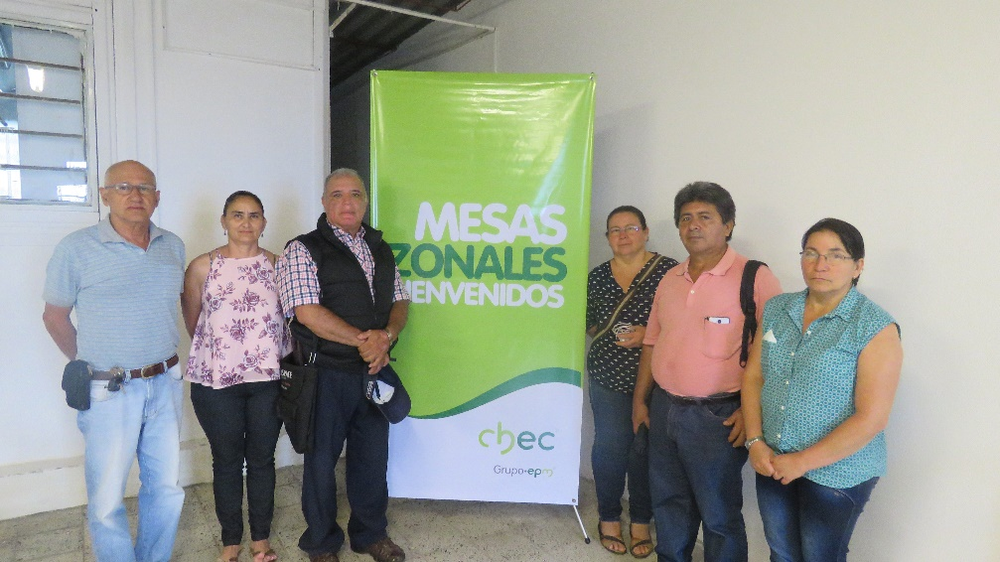 MESAS
ZONALES
BIENVENIDOS
chec
Grupo·epm